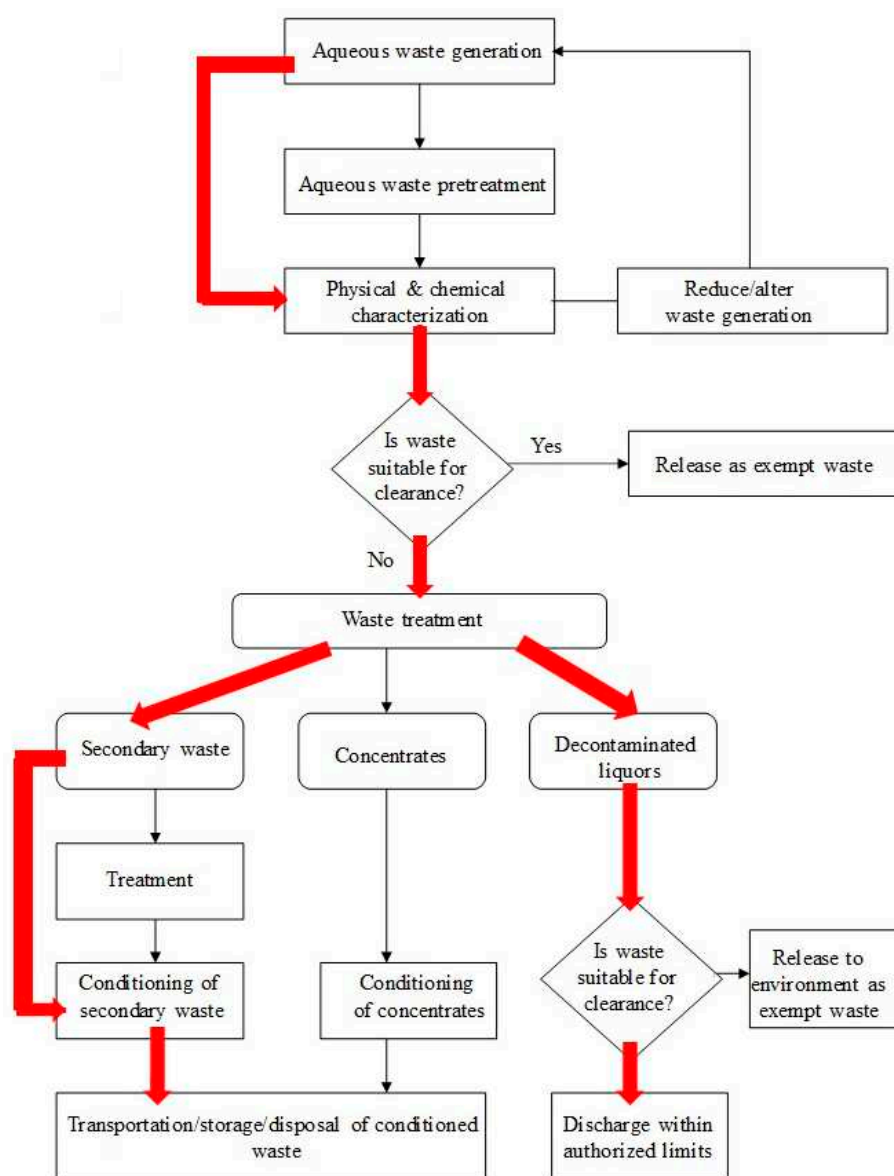 Aqueous waste generation
Aqueous waste pretreatment
Physical & chemical
characterization
Reduce/alter
waste generation
Is waste
suitable for
clearance?
Yes
Release as exempt waste
No
Waste treatment
Secondary waste
Concentrates
Decontaminated
liquors
Treatment
Conditioning of
secondary waste
Conditioning
of concentrates
Is waste
suitable for
clearance?
Release to
environment as
exempt waste
Transportation/storage/disposal of conditioned
waste
Discharge within
authorized limits